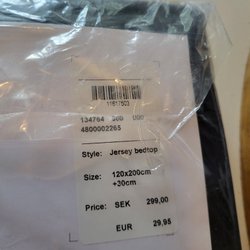 11617503
134764 200 000
4800002265
Style: Jersey bedtop
Size: 120x200cm
+30cm
Price: SEK 299,00
EUR 29,95